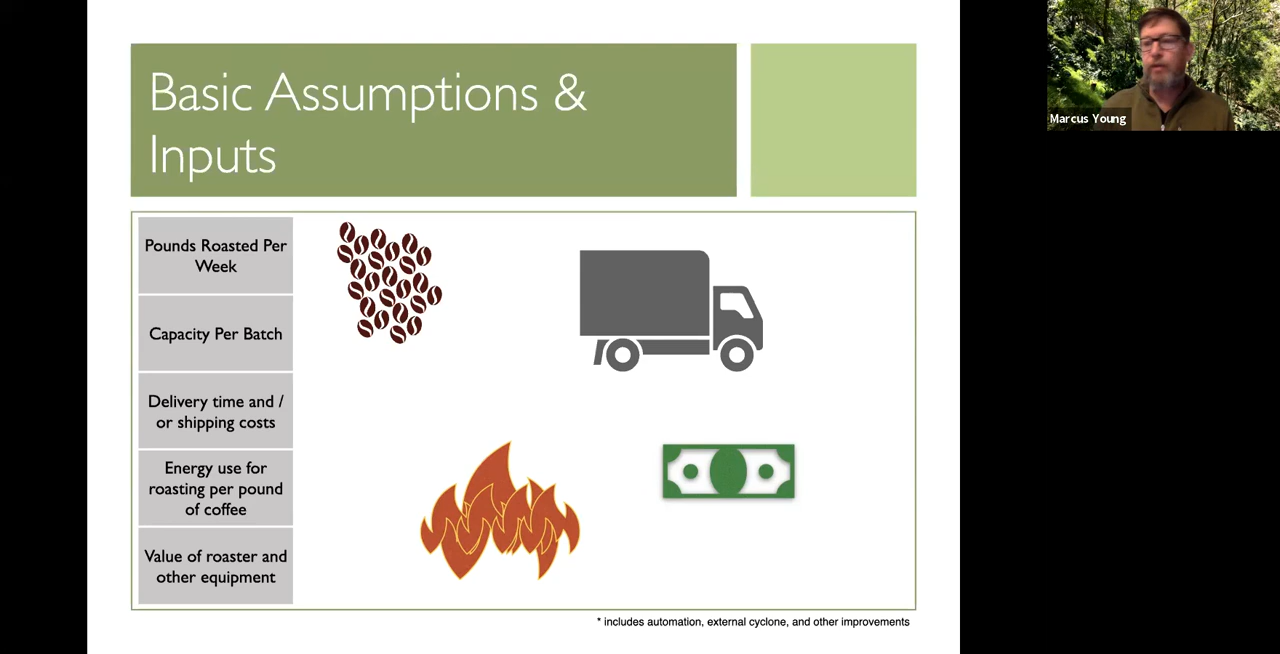 Basic Assumptions &
Inputs
Marcus Young
Pounds Roasted Per
Week
Capacity Per Batch
Delivery time and /
or shipping costs
Energy use for
roasting per pound
of coffee
Value of roaster and
other equipment
* includes automation, external cyclone, and other improvements